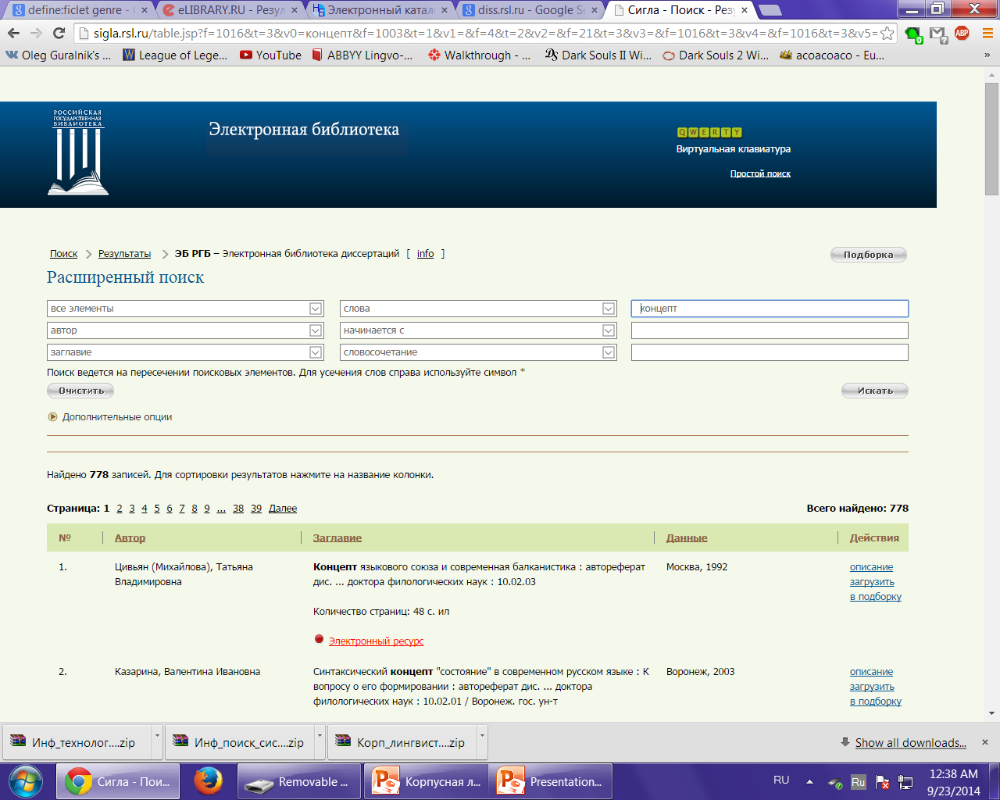 define:ficlet genre - 
eLIBRARY.RU - Резул
Электронный катал
diss.rsl.ru - Google Sc
Сигла - Поиск - Рез
sigla.rsl.ru/table.jsp?f=1016&t=3&v0=концепт&f=1003&t=1&v1=&f=4&t=2&v2=&f=21&t=3&v3=&f=1016&t=3&v4=&f=1016&t=3&v5=
0
?
ABP
Oleg Guralnik's ...
League of Lege...
YouTube
ABBYY Lingvo-...
Walkthrough - ...
Dark Souls II Wi...
Dark Souls 2 Wi...
acoacoaco - Eu...
»
РОССИЙСКАЯ
ГОСУДАРСТВЕННАЯ
БИБЛИОТЕКА
Электронная библиотека
QWERTY
Виртуальная клавиатура
Простой поиск
Поиск Результаты ЭБ РГБ – Электронная библиотека диссертаций [ info ]
Подборка
Расширенный поиск
все элементы слова концепт
автор начинается с
заглавие словосочетание
Поиск ведется на пересечении поисковых элементов. Для усечения слов справа используйте символ *
Очистить Искать
Дополнительные опции
Найдено 778 записей. Для сортировки результатов нажмите на название колонки.
Страница: 1 2 3 4 5 6 7 8 9 ... 38 39 Далее Всего найдено: 778
№ Автор Заглавие Данные Действия
1.
Цивьян (Михайлова), Татьяна
Владимировна
Концепт языкового союза и современная балканистика : автореферат
дис. ... доктора филологических наук : 10.02.03
Количество страниц: 48 с. ил
Электронный ресурс
Москва, 1992
описание
загрузить
в подборку
2.
Казарина, Валентина Ивановна
Синтаксический концепт "состояние" в современном русском языке : К
вопросу о его формировании : автореферат дис. ... доктора
филологических наук : 10.02.01 / Воронеж. гос. ун-т
Воронеж, 2003
описание
загрузить
в подборку
Инф_технолог....zip
Инф_поиск_сис....zip
Корп_лингвист....zip
Show all downloads...
Сигла - Пои...
Removable ...
Корпусная л...
Presentation...
RU
Ru
12:38 AM
9/23/2014